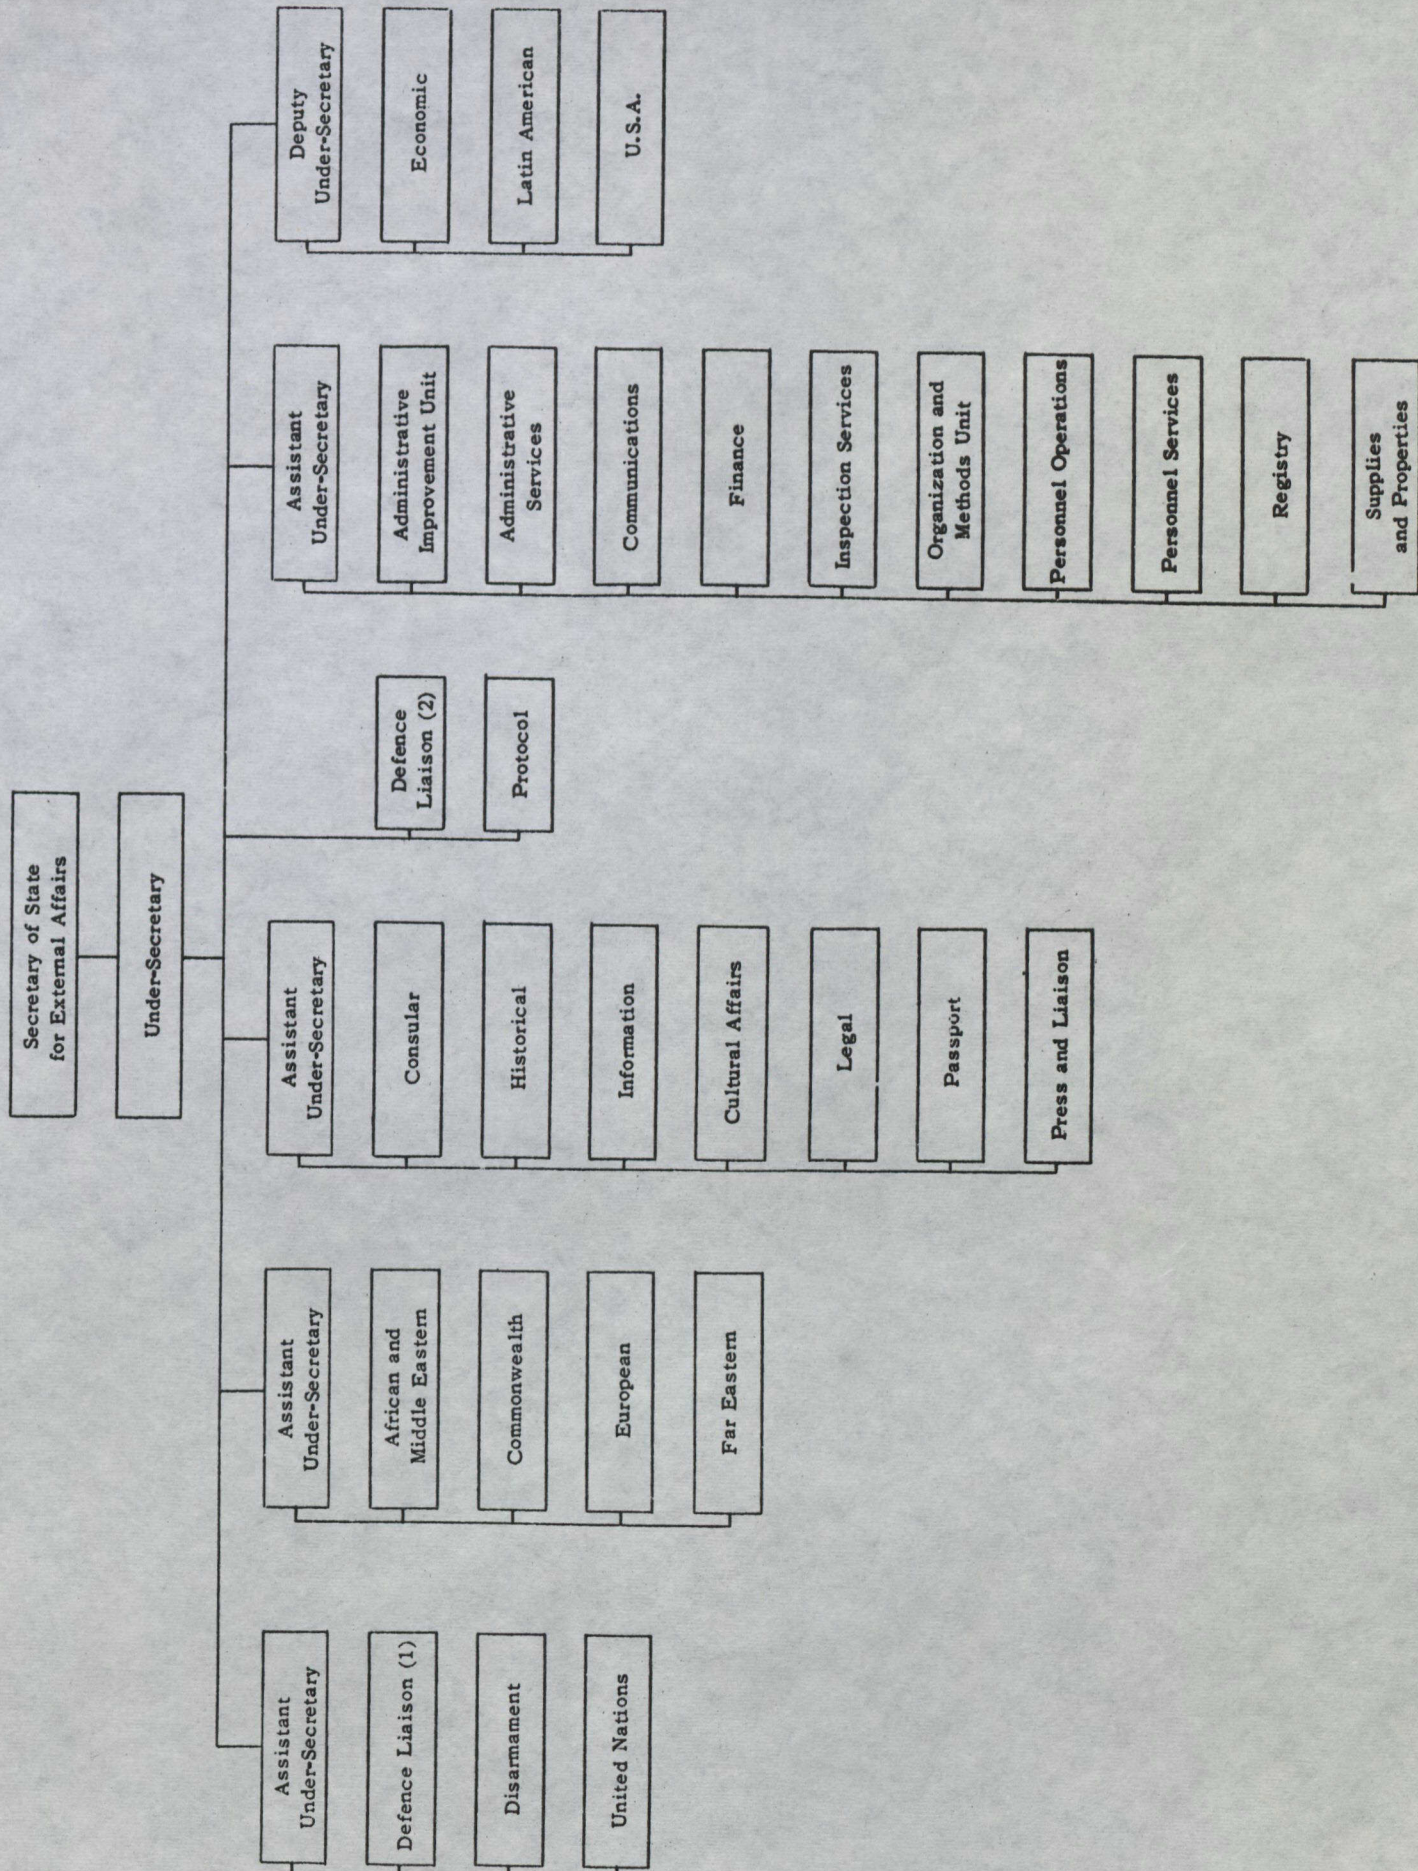 Secretary of State
for External Affairs
Under-Secretary
Assistant
Under-Secretary
Defence Liaison (1)
Disarmament
United Nations
Assistant
Under-Secretary
African and
Middle Eastern
Commonwealth
European
Far Eastern
Assistant
Under-Secretary
Consular
Historical
Information
Cultural Affairs
Legal
Passport
Press and Liaison
Defence
Liaison (2)
Protocol
Assistant
Under-Secretary
Administrative
Improvement Unit
Administrative
Services
Communications
Finance
Inspection Services
Organization and
Methods Unit
Personnel Operations
Personnel Services
Registry
Supplies
and Properties
Deputy
Under-Secretary
Economic
Latin American
U.S.A.